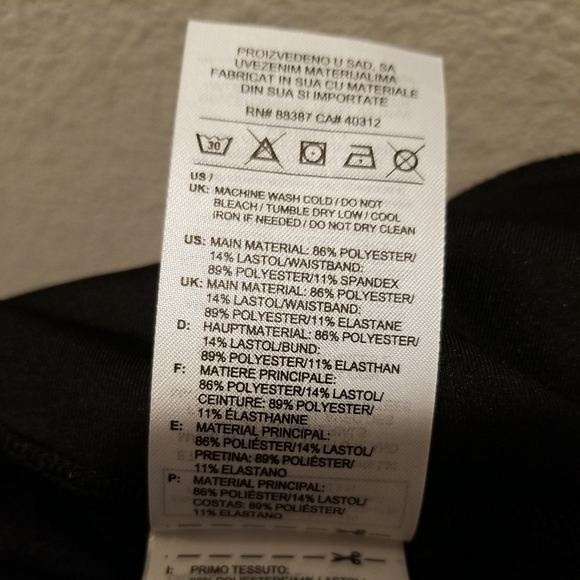 PROIZVEDENO U SAD, SA
UVEZENIM MATERIJALIMA
FABRICAT IN SUA CU MATERIALE
DIN SUA SI IMPORTATE
RN# 88387 CA# 40312
30
US /
UK: MACHINE WASH COLD / DO NOT
BLEACH / TUMBLE DRY LOW / COOL
IRON IF NEEDED / DO NOT DRY CLEAN
US: MAIN MATERIAL: 86% POLYESTER/
14% LASTOL/WAISTBAND:
89% POLYESTER/11% SPANDEX
UK: MAIN MATERIAL: 86% POLYESTER/
14% LASTOL/WAISTBAND:
89% POLYESTER/11% ELASTANE
D: HAUPTMATERIAL: 86% POLYESTER/
14% LASTOL/BUND:
89% POLYESTER/11% ELASTHAN
F: MATIERE PRINCIPALE:
86% POLYESTER/14% LASTOL/
CEINTURE: 89% POLYESTER/
11% ÉLASTHANNE
E: MATERIAL PRINCIPAL:
86% POLIÉSTER/14% LASTOL/
PRETINA: 89% POLIÉSTER/
11% ELASTANO
P: MATERIAL PRINCIPAL:
86% POLIÉSTER/14% LASTOL/
COSTAS: 89% POLIÉSTER/
11% ELASTANO
I: PRIMO TESSUTO: